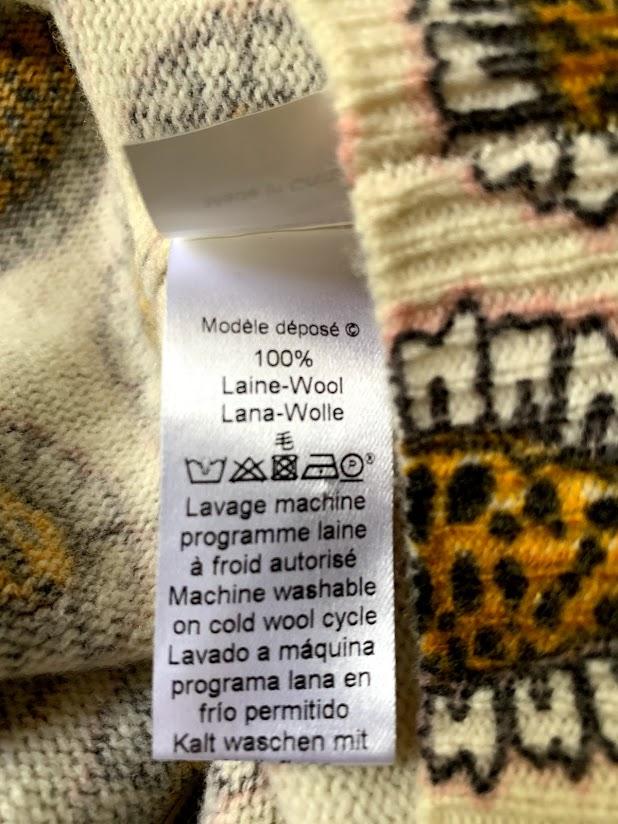 Modèle déposé ©
100%
Laine-Wool
Lana-Wolle
毛
P
Lavage machine
programme laine
à froid autorisé
Machine washable
on cold wool cycle
Lavado a máquina
programa lana en
frío permitido
Kalt waschen mit